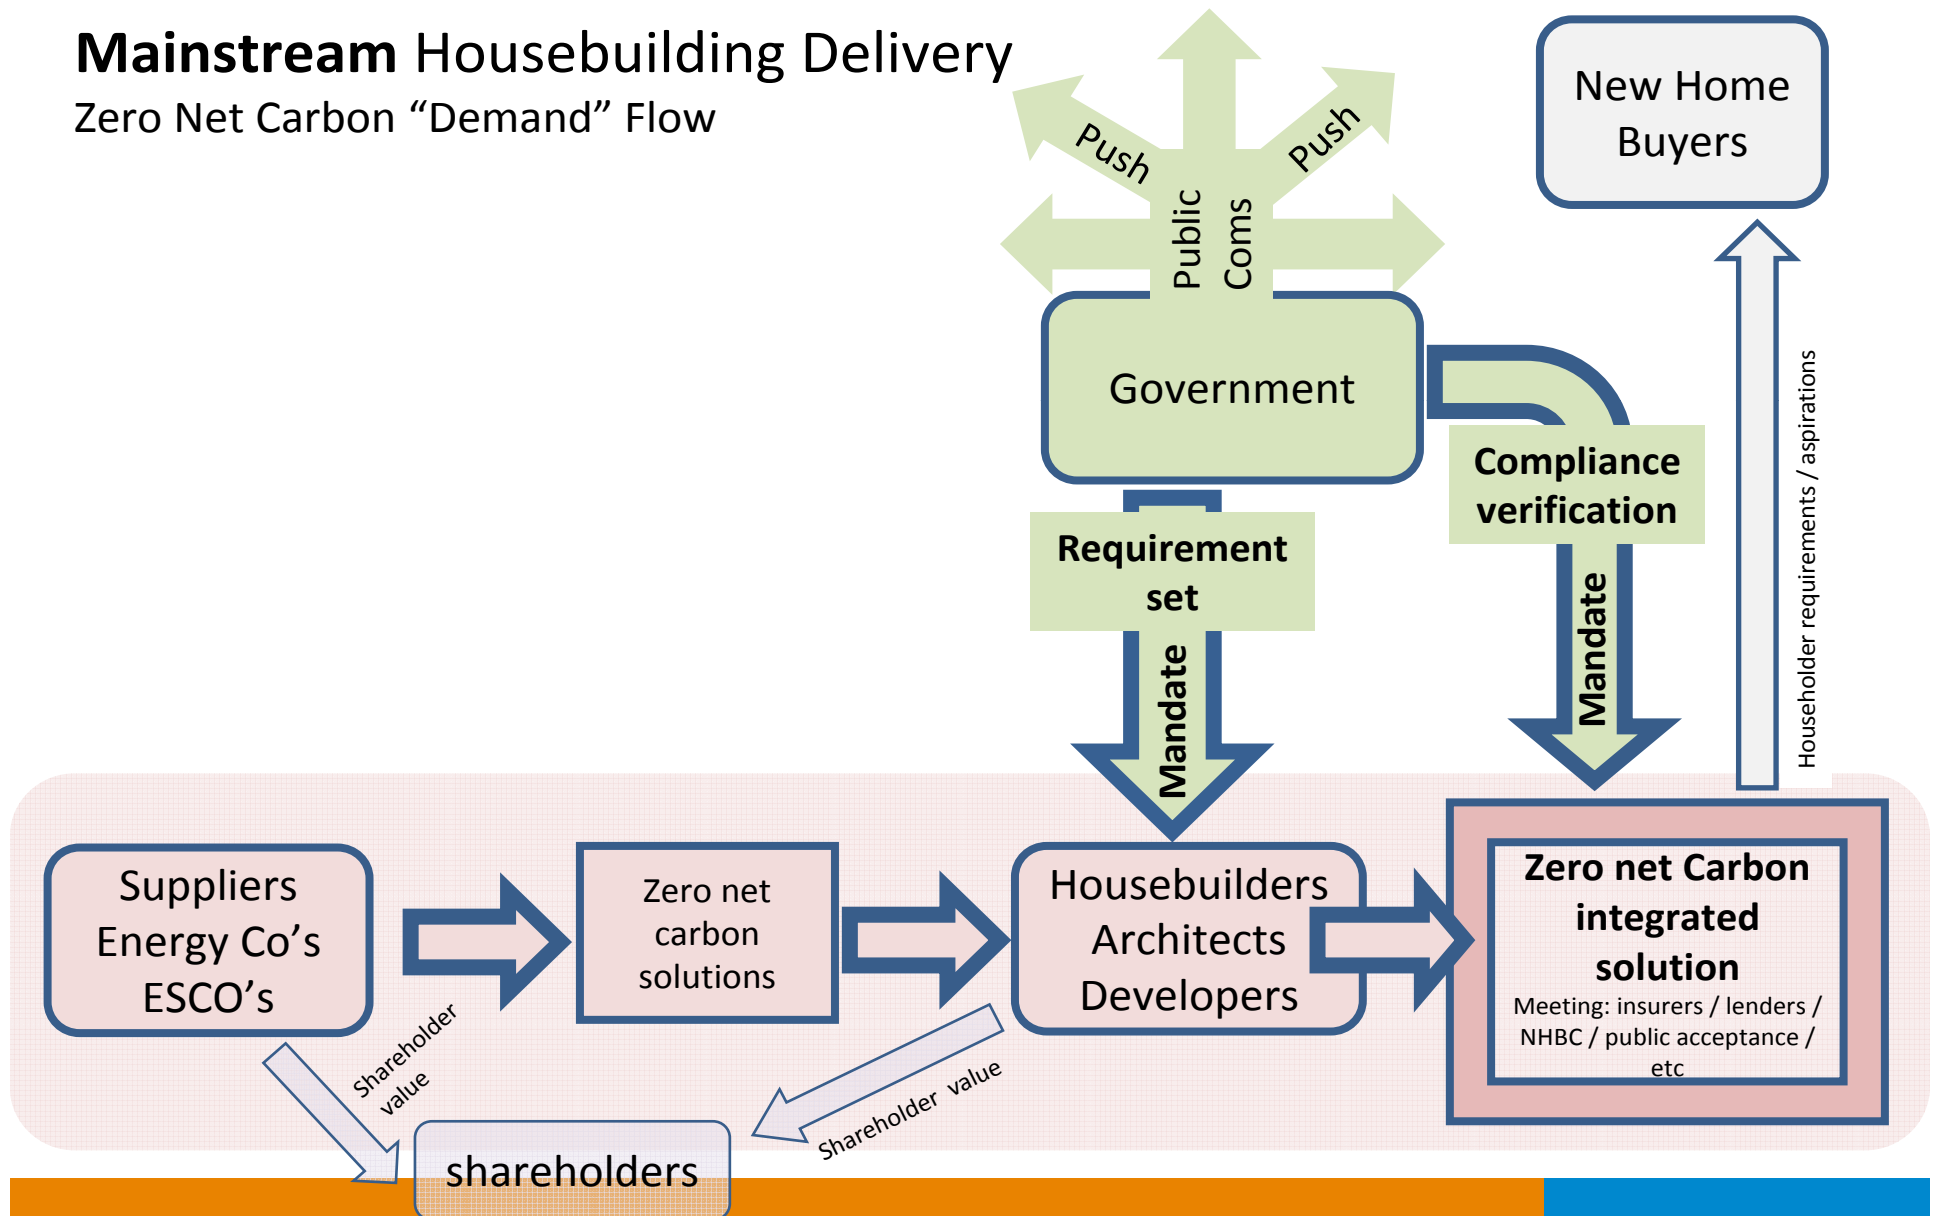 Mainstream Housebuilding Delivery
Zero Net Carbon “Demand” Flow
Push
Public
Coms
Push
New Home
Buyers
Government
Compliance
verification
Mandate
Requirement
set
Mandate
Householder requirements / aspirations
Suppliers
Energy Co’s
ESCO’s
Zero net
carbon
solutions
Housebuilders
Architects
Developers
Zero net Carbon
integrated
solution
Meeting: insurers / lenders /
NHBC / public acceptance /
etc
Shareholder
value
Shareholder value
shareholders